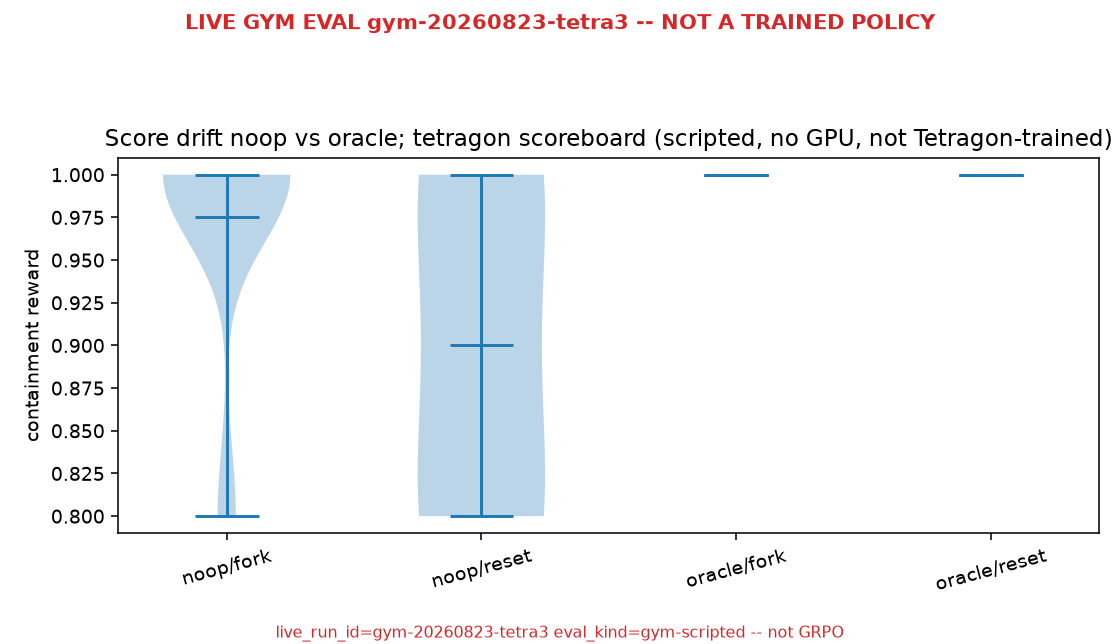 LIVE GYM EVAL gym-20260823-tetra3 -- NOT A TRAINED POLICY
Score drift noop vs oracle; tetragon scoreboard (scripted, no GPU, not Tetragon-trained)
containment reward
1.000
0.975
0.950
0.925
0.900
0.875
0.850
0.825
0.800
noop/fork
noop/reset
oracle/fork
oracle/reset
live_run_id=gym-20260823-tetra3 eval_kind=gym-scripted -- not GRPO